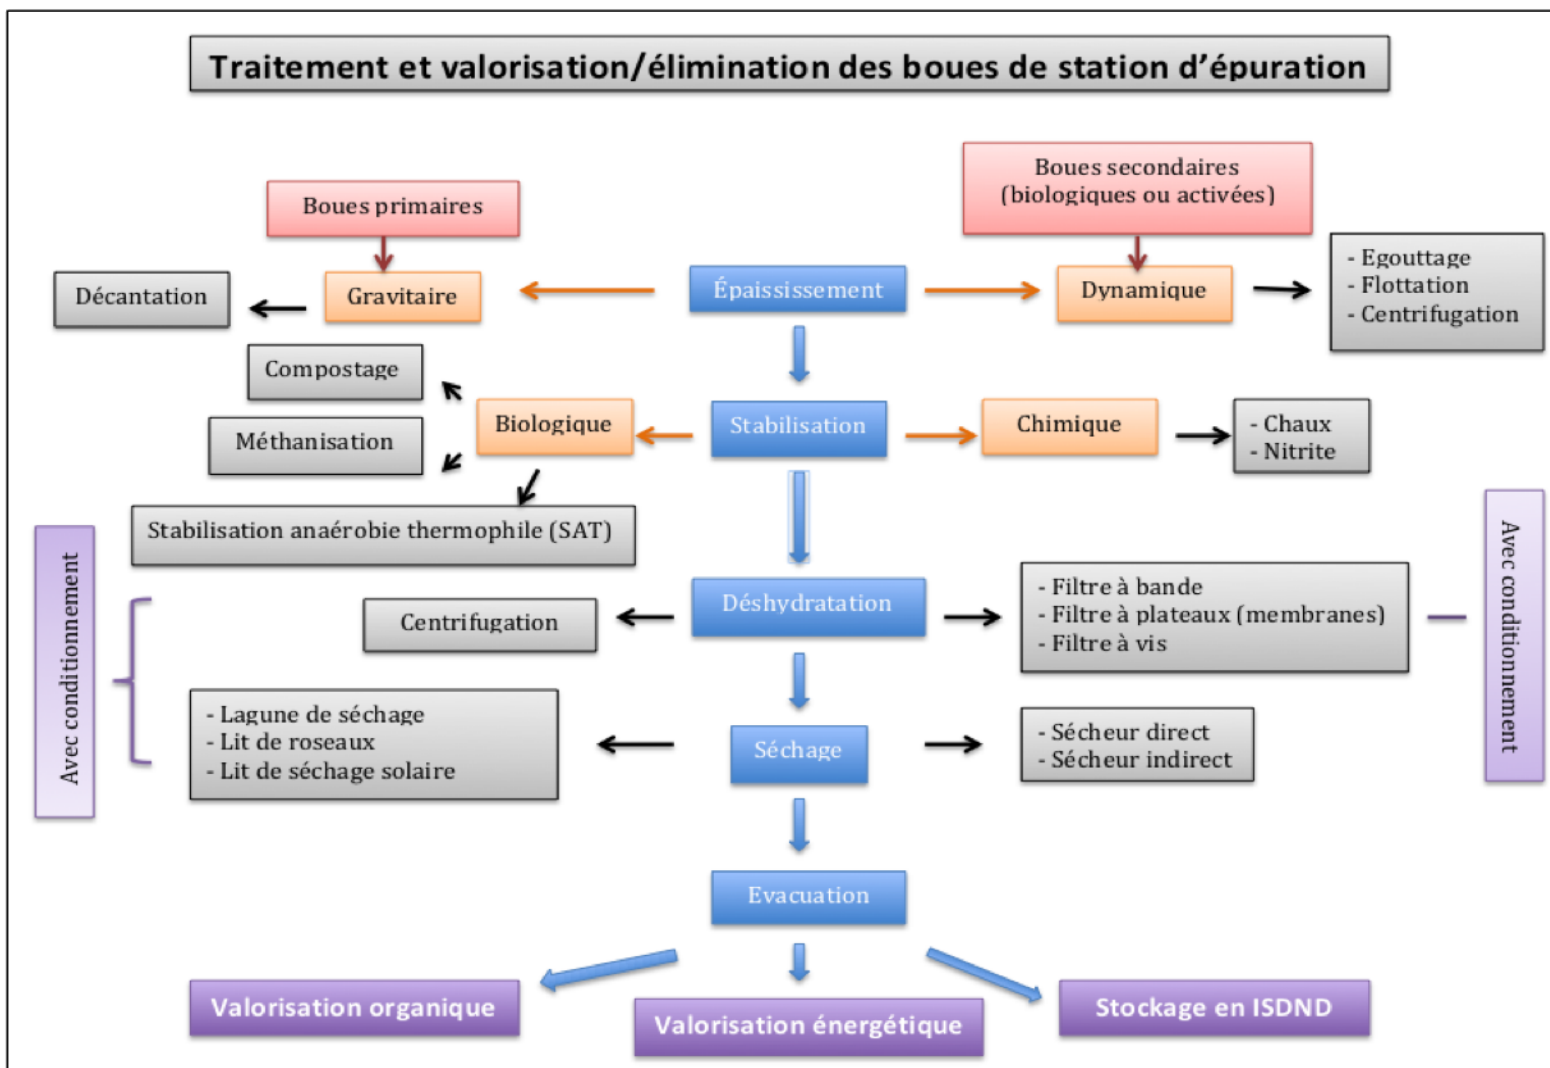 Traitement et valorisation/élimination des boues de station d'épuration
Boues primaires
Boues secondaires
(biologiques ou activées)
Décantation
Gravitaire
Épaississement
Dynamique
- Egouttage
- Flottation
- Centrifugation
Compostage
Méthanisation
Biologique
Stabilisation
Chimique
- Chaux
- Nitrite
Stabilisation anaérobie thermophile (SAT)
Avec conditionnement
Centrifugation
Déshydratation
- Filtre à bande
- Filtre à plateaux (membranes)
- Filtre à vis
Avec conditionnement
- Lagune de séchage
- Lit de roseaux
- Lit de séchage solaire
Séchage
- Sécheur direct
- Sécheur indirect
Evacuation
Valorisation organique
Valorisation énergétique
Stockage en ISDND